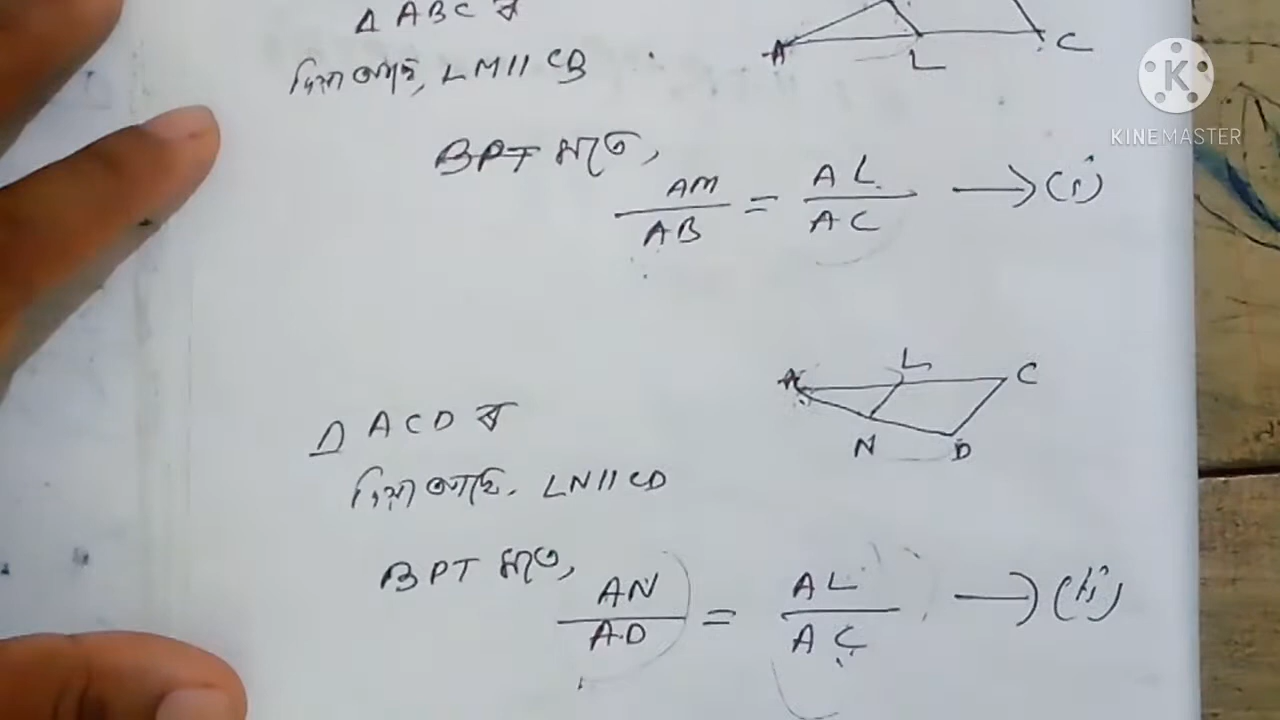 Δ ABC ৰ
দিয়া আছে, LM // CB
A L C
KINEMASTER
BPT মতে,
AM/AB = AL/AC → (i)
A L C
N D
Δ ACD ৰ
দিয়া আছে, LN // CD
BPT মতে,
AN/AD = AL/AC → (ii)